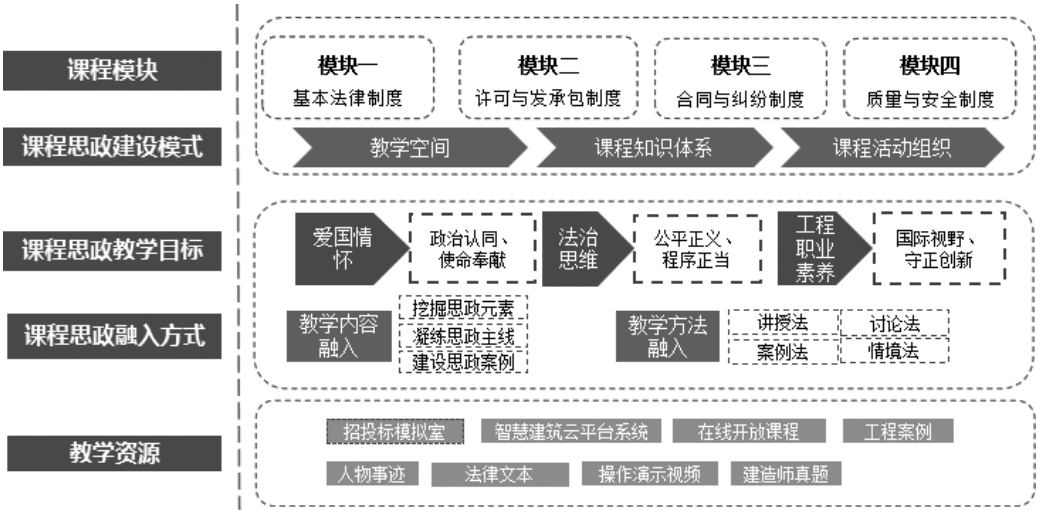 课程模块
模块一
模块二
模块三
模块四
基本法律制度
许可与发承包制度
合同与纠纷制度
质量与安全制度
课程思政建设模式
教学空间
课程知识体系
课程活动组织
课程思政教学目标
爱国情
怀
政治认同、
使命奉献
法治
思维
公平正义、
程序正当
工程
职业
素养
国际视野、
守正创新
课程思政融入方式
教学内容
融入
挖掘思政元素
凝练思政主线
建设思政案例
教学方法
融入
讲授法
讨论法
案例法
情境法
教学资源
招投标模拟室
智慧建筑云平台系统
在线开放课程
工程案例
人物事迹
法律文本
操作演示视频
建造师真题